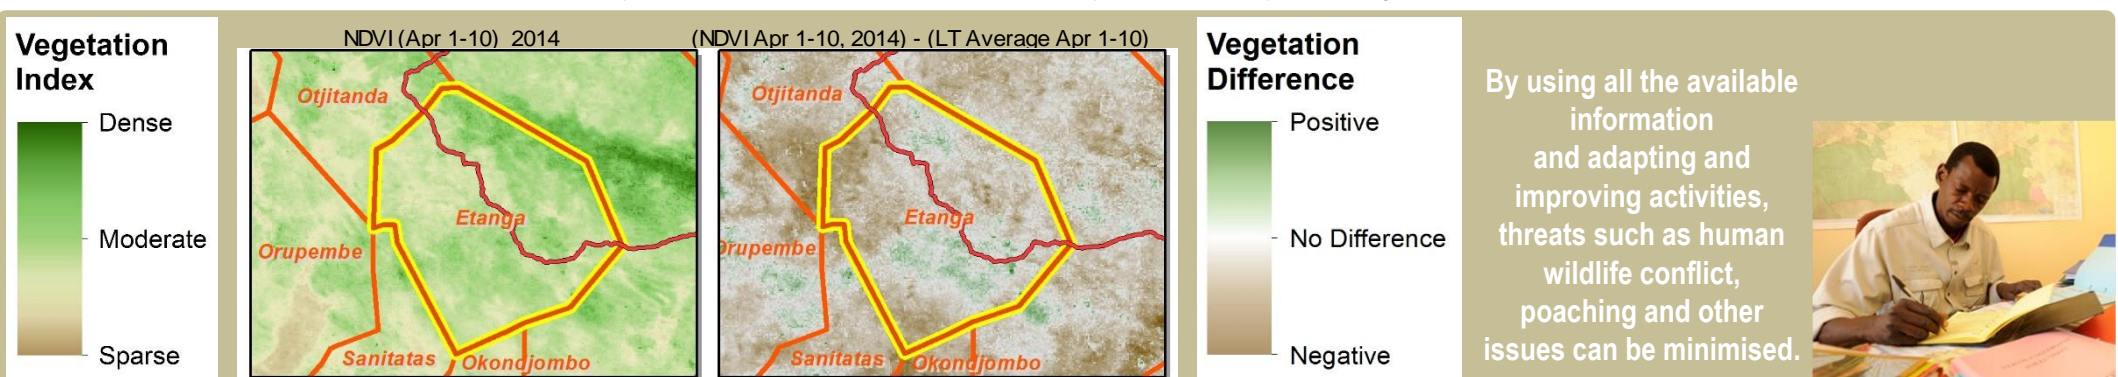 Vegetation
Index
Dense
Moderate
Sparse
NDVI (Apr 1-10) 2014
Otjitanda
Etanga
Orupembe
Sanitatas
Okondjombo
(NDVI Apr 1-10, 2014) - (LT Average Apr 1-10)
Otjitanda
Etanga
Orupembe
Sanitatas
Okondjombo
Vegetation
Difference
Positive
No Difference
Negative
By using all the available
information
and adapting and
improving activities,
threats such as human
wildlife conflict,
poaching and other
issues can be minimised.